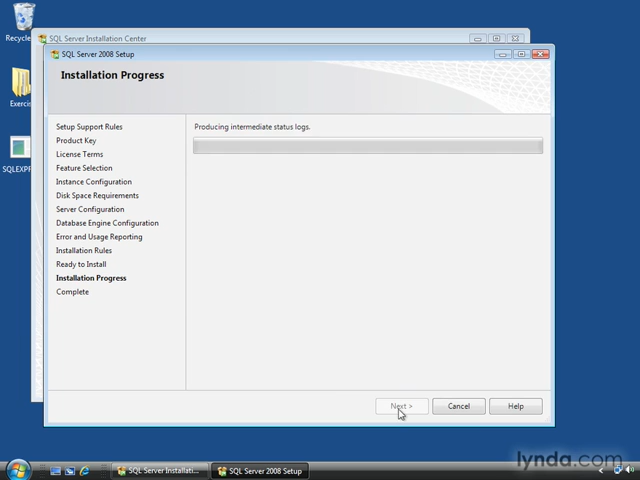 Recycle
SQL Server Installation Center
SQL Server 2008 Setup
Installation Progress
Exercis
SQLEXPR
Setup Support Rules
Product Key
License Terms
Feature Selection
Instance Configuration
Disk Space Requirements
Server Configuration
Database Engine Configuration
Error and Usage Reporting
Installation Rules
Ready to Install
Installation Progress
Complete
Producing intermediate status logs.
Next >
Cancel
Help
SQL Server Installati...
SQL Server 2008 Setup
lynda.com